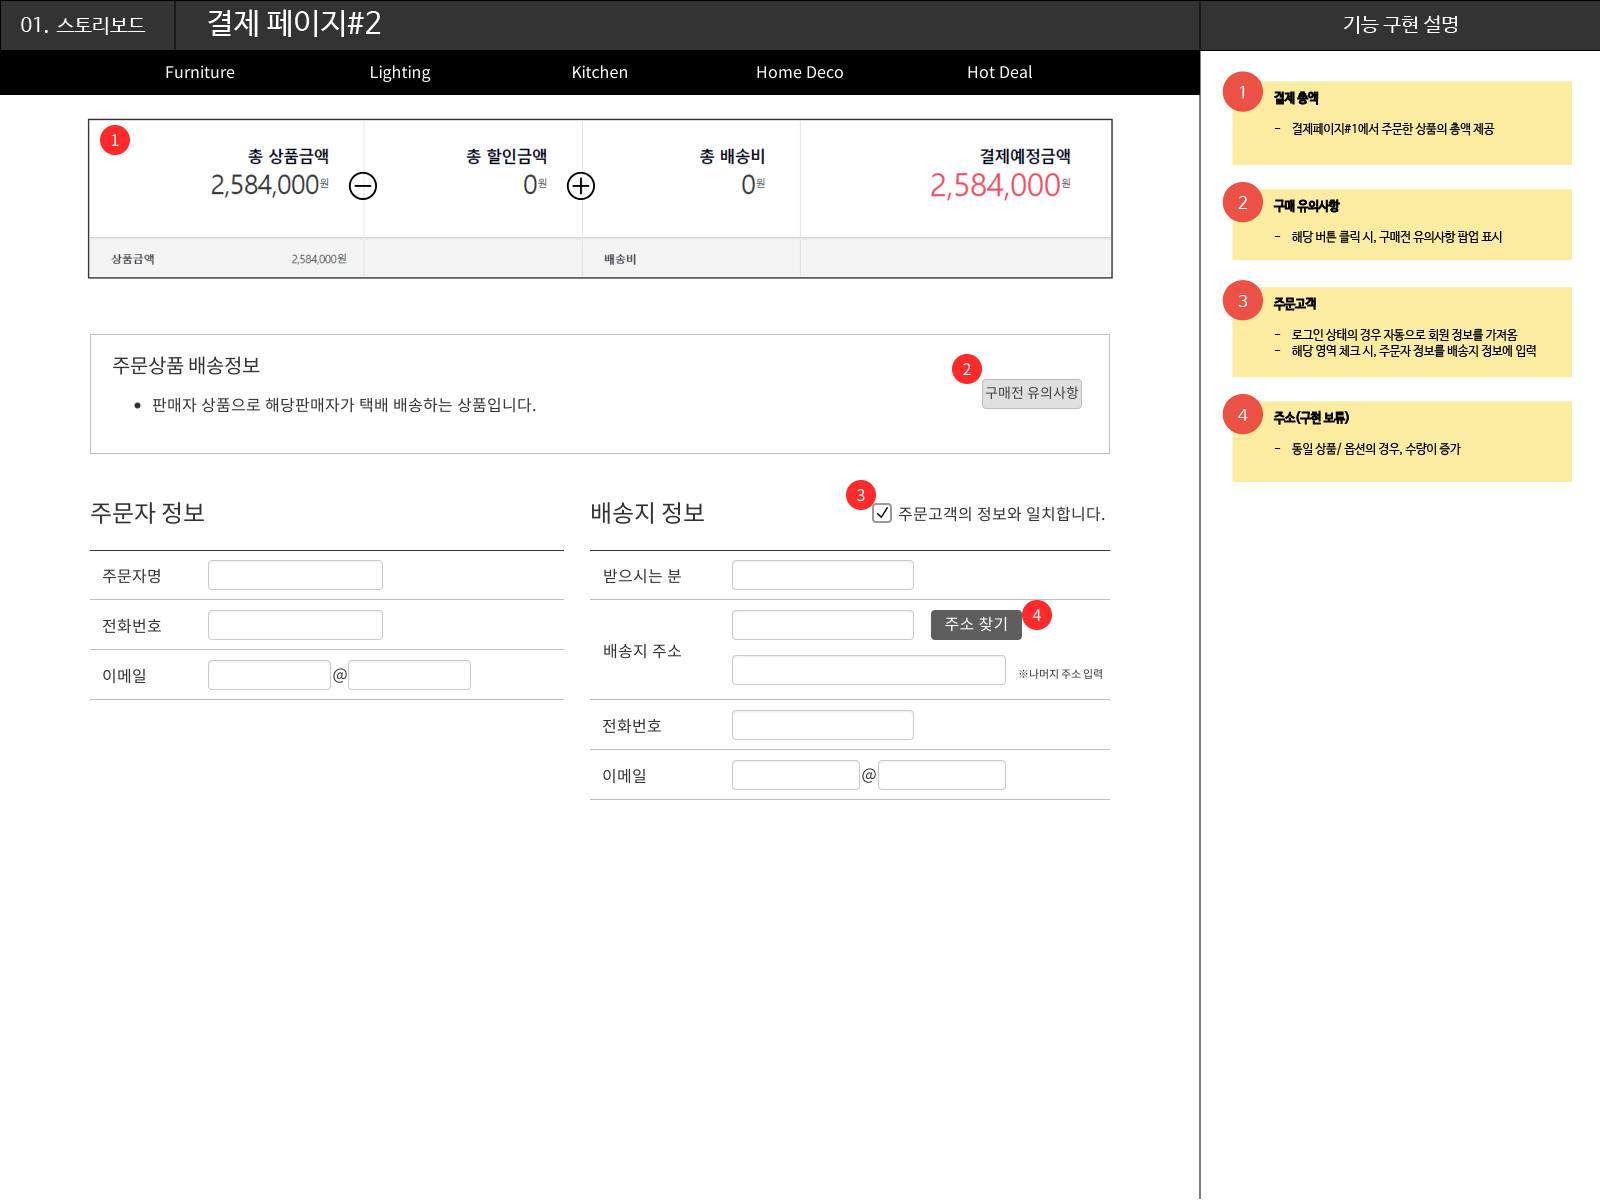 01. 스토리보드
결제 페이지#2
기능 구현 설명
Furniture Lighting Kitchen Home Deco Hot Deal
1
총 상품금액
2,584,000원
총 할인금액
0원
총 배송비
0원
결제예정금액
2,584,000원
상품금액 2,584,000원
배송비
주문상품 배송정보
• 판매자 상품으로 해당판매자가 택배 배송하는 상품입니다.
2
구매전 유의사항
주문자 정보
주문자명
전화번호
이메일 @
배송지 정보
3
주문고객의 정보와 일치합니다.
받으시는 분
배송지 주소
주소 찾기
4
※나머지 주소 입력
전화번호
이메일 @
1
결제 총액
- 결제페이지#1에서 주문한 상품의 총액 제공
2
구매 유의사항
- 해당 버튼 클릭 시, 구매전 유의사항 팝업 표시
3
주문고객
- 로그인 상태의 경우 자동으로 회원 정보를 가져옴
- 해당 영역 체크 시, 주문자 정보를 배송지 정보에 입력
4
주소(구현 보류)
- 동일 상품/ 옵션의 경우, 수량이 증가